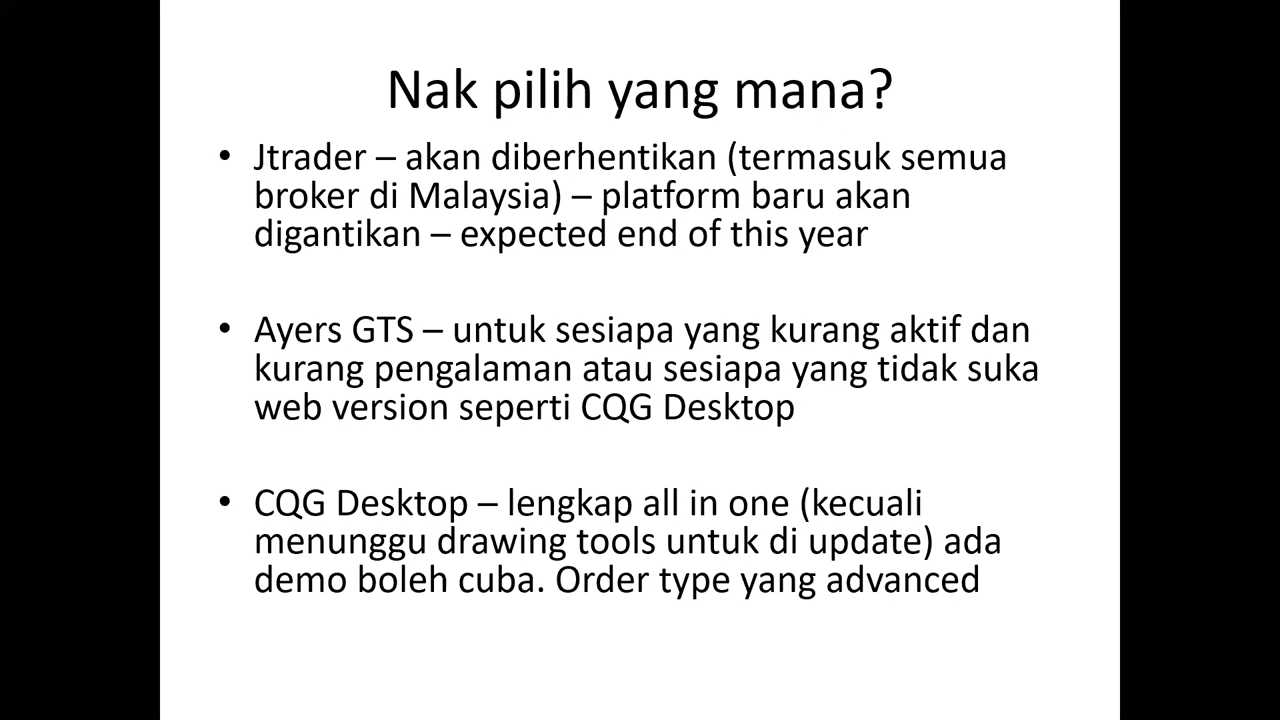 Nak pilih yang mana?
• Jtrader – akan diberhentikan (termasuk semua
broker di Malaysia) – platform baru akan
digantikan – expected end of this year
• Ayers GTS – untuk sesiapa yang kurang aktif dan
kurang pengalaman atau sesiapa yang tidak suka
web version seperti CQG Desktop
• CQG Desktop – lengkap all in one (kecuali
menunggu drawing tools untuk di update) ada
demo boleh cuba. Order type yang advanced